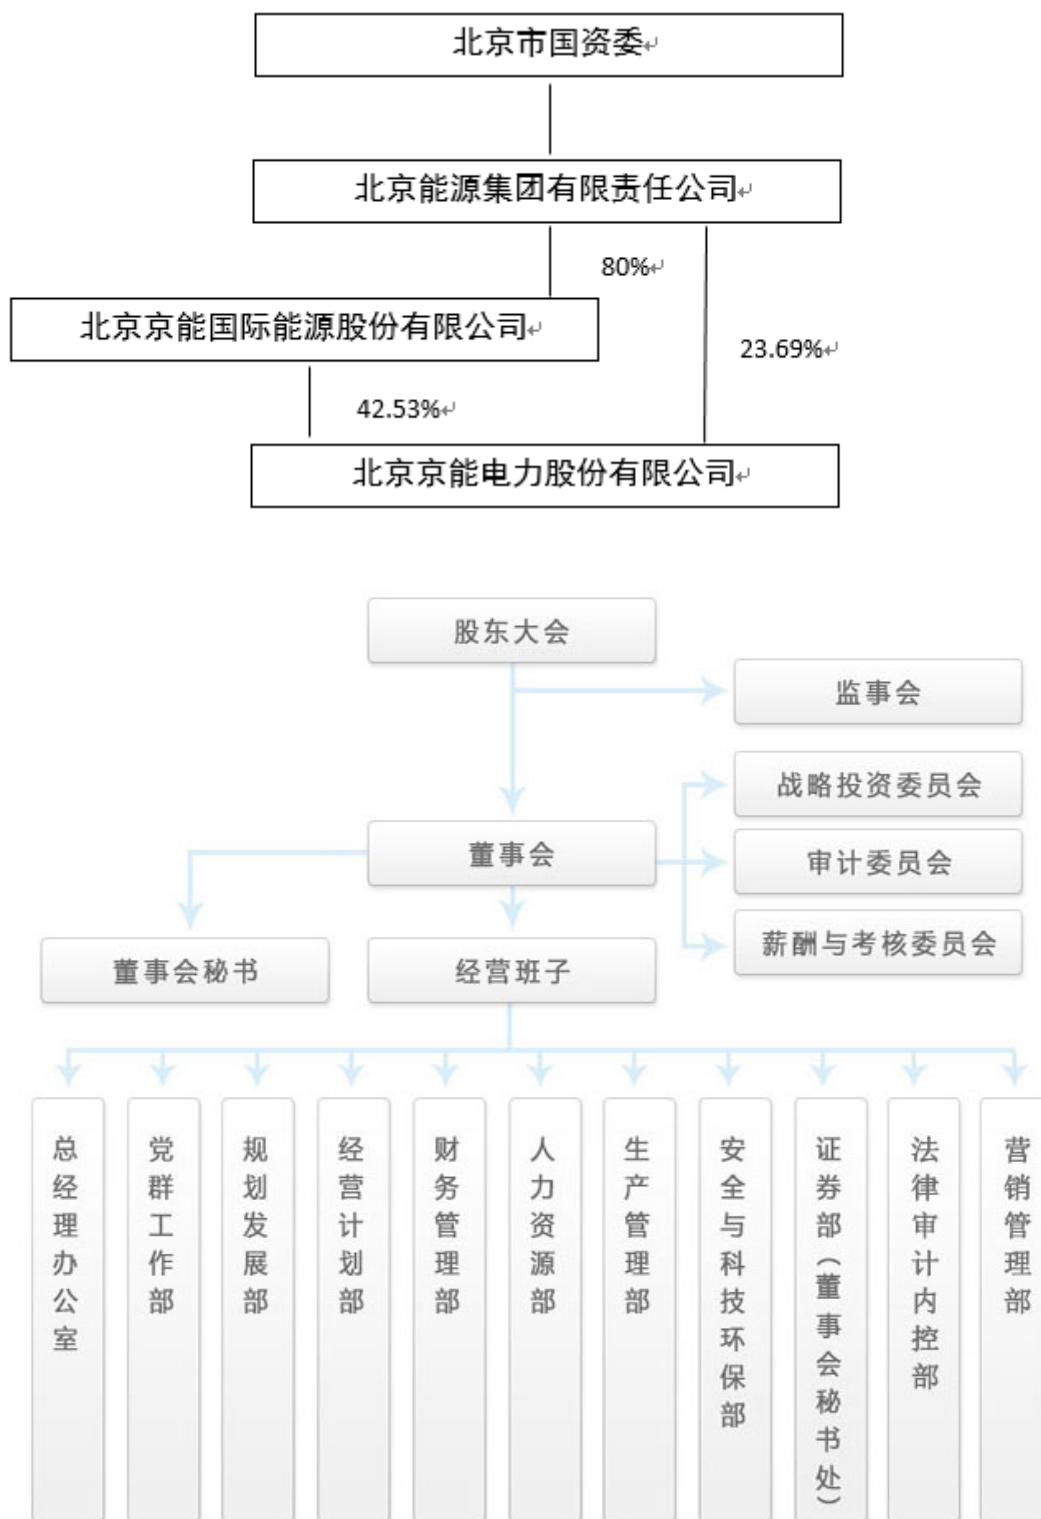 北京市国资委
北京能源集团有限责任公司
80%
北京京能国际能源股份有限公司
23.69%
42.53%
北京京能电力股份有限公司
股东大会
监事会
战略投资委员会
董事会
审计委员会
薪酬与考核委员会
董事会秘书
经营班子
总经理办公室
党群工作部
规划发展部
经营计划部
财务管理部
人力资源部
生产管理部
安全与科技环保部
证券部（董事会秘书处）
法律审计内控部
营销管理部